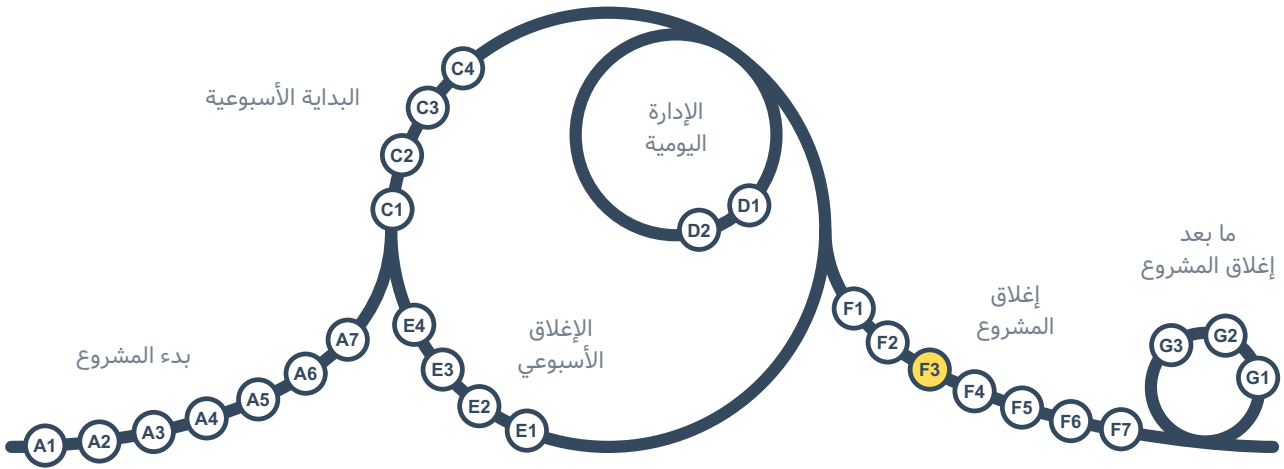 بدء المشروع
A1
A2
A3
A4
A5
A6
A7
البداية الأسبوعية
C1
C2
C3
C4
الإدارة
اليومية
D1
D2
الإغلاق
الأسبوعي
E1
E2
E3
E4
إغلاق
المشروع
F1
F2
F3
F4
F5
F6
F7
ما بعد
إغلاق المشروع
G1
G2
G3